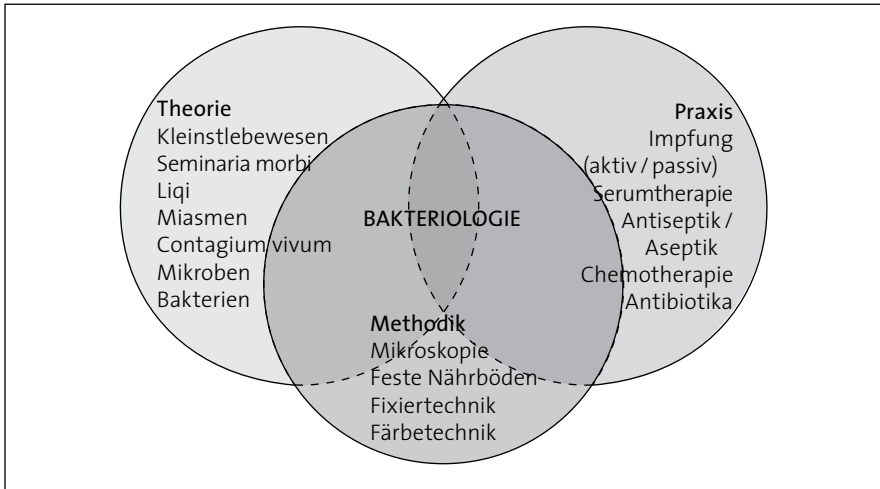 Theorie
Kleinstlebewesen
Seminaria morbi
Liqi
Miasmen
Contagium vivum
Mikroben
Bakterien
Praxis
Impfung
(aktiv / passiv)
Serumtherapie
Antiseptik /
Aseptik
Chemotherapie
Antibiotika
BAKTERIOLOGIE
Methodik
Mikroskopie
Feste Nährböden
Fixiertechnik
Färbetechnik